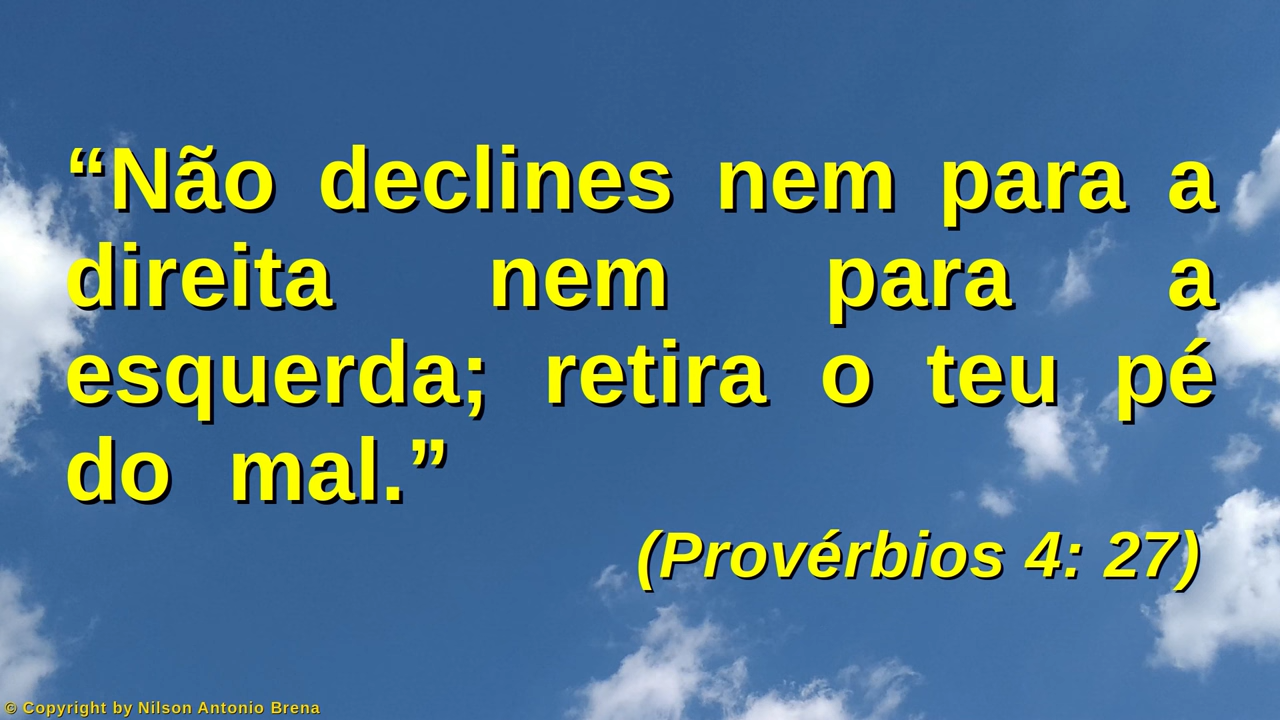 “Não declines nem para a
direita nem para a
esquerda; retira o teu pé
do mal.”
(Provérbios 4: 27)
© Copyright by Nilson Antonio Brena